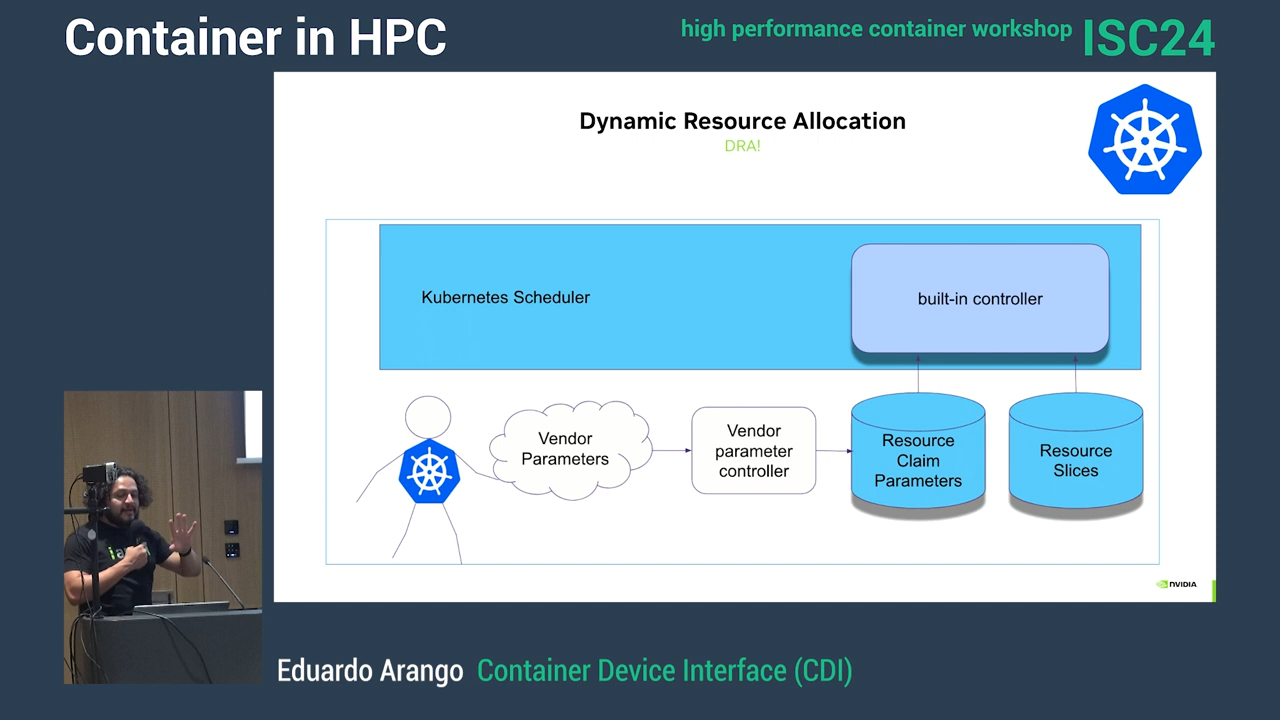 Container in HPC
high performance container workshop ISC24
Dynamic Resource Allocation
DRA!
Kubernetes Scheduler
built-in controller
Vendor
Parameters
Vendor
parameter
controller
Resource
Claim
Parameters
Resource
Slices
NVIDIA
Eduardo Arango Container Device Interface (CDI)